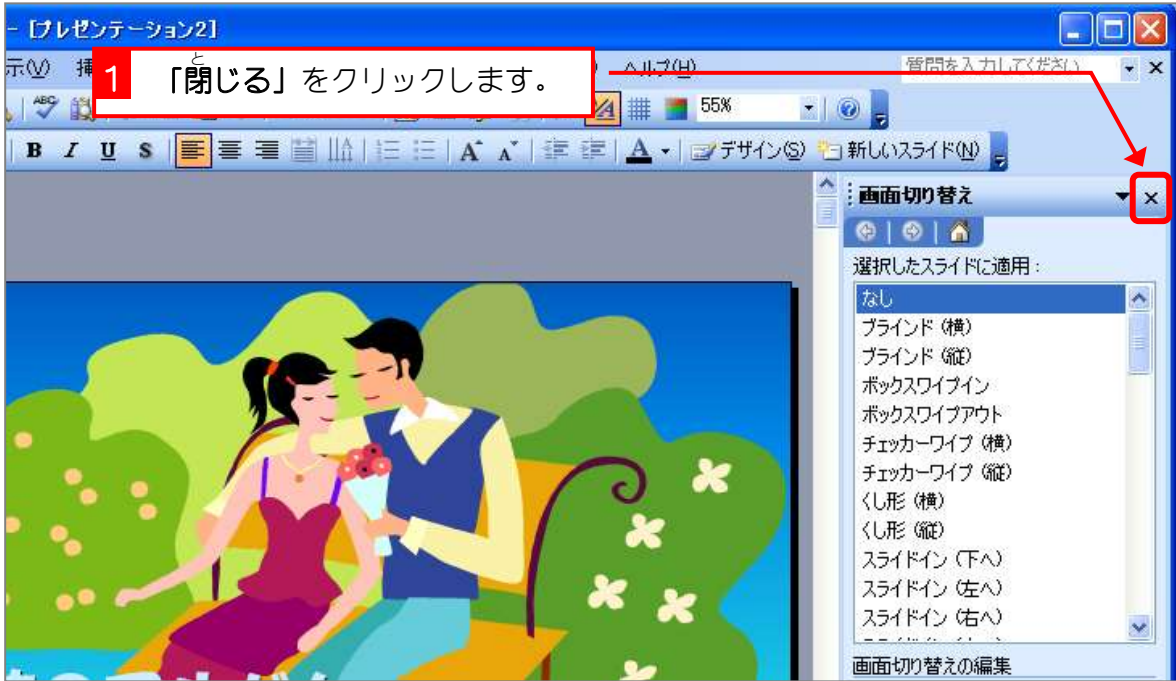 - [プレゼンテーション2]
示(V) 挿
ヘルプ(H)
質問を入力してください
と
1 「閉じる」をクリックします。
ABC
55%
B I U S
A A
A
デザイン(S)
新しいスライド(N)
画面切り替え
選択したスライドに適用：
なし
ブラインド (横)
ブラインド (縦)
ボックスワイプイン
ボックスワイプアウト
チェッカーワイプ (横)
チェッカーワイプ (縦)
くし形 (横)
くし形 (縦)
スライドイン (下へ)
スライドイン (左へ)
スライドイン (右へ)
画面切り替えの編集